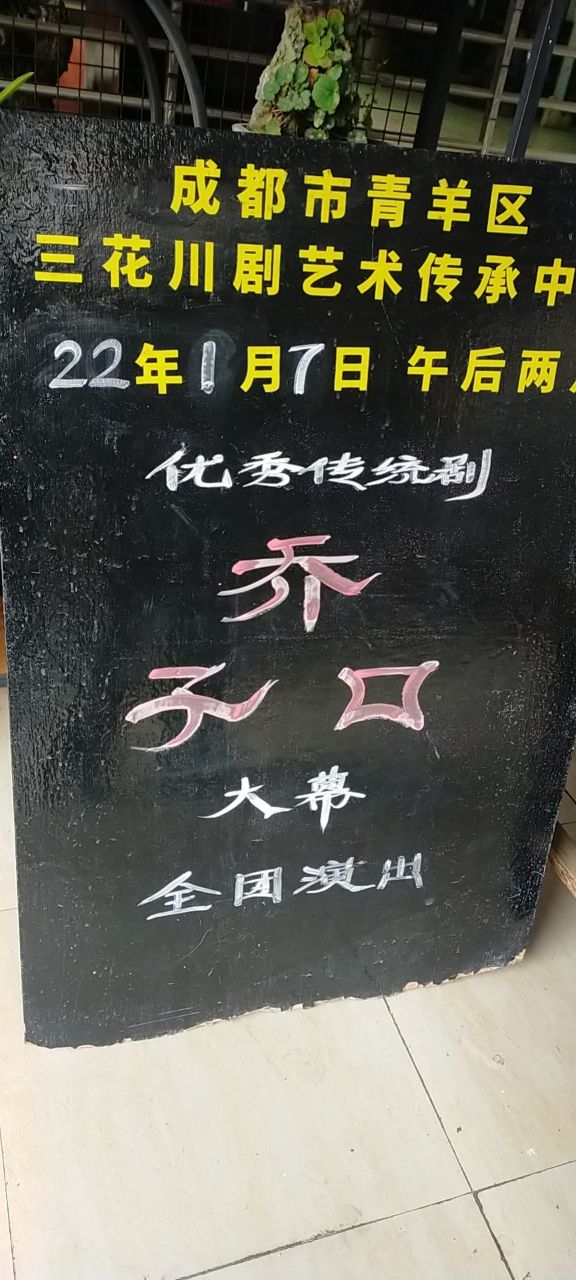 成都市青羊区
三花川剧艺术传承中
22年1月7日 午后两
优秀传统剧
乔
子 口
大幕
全团演出